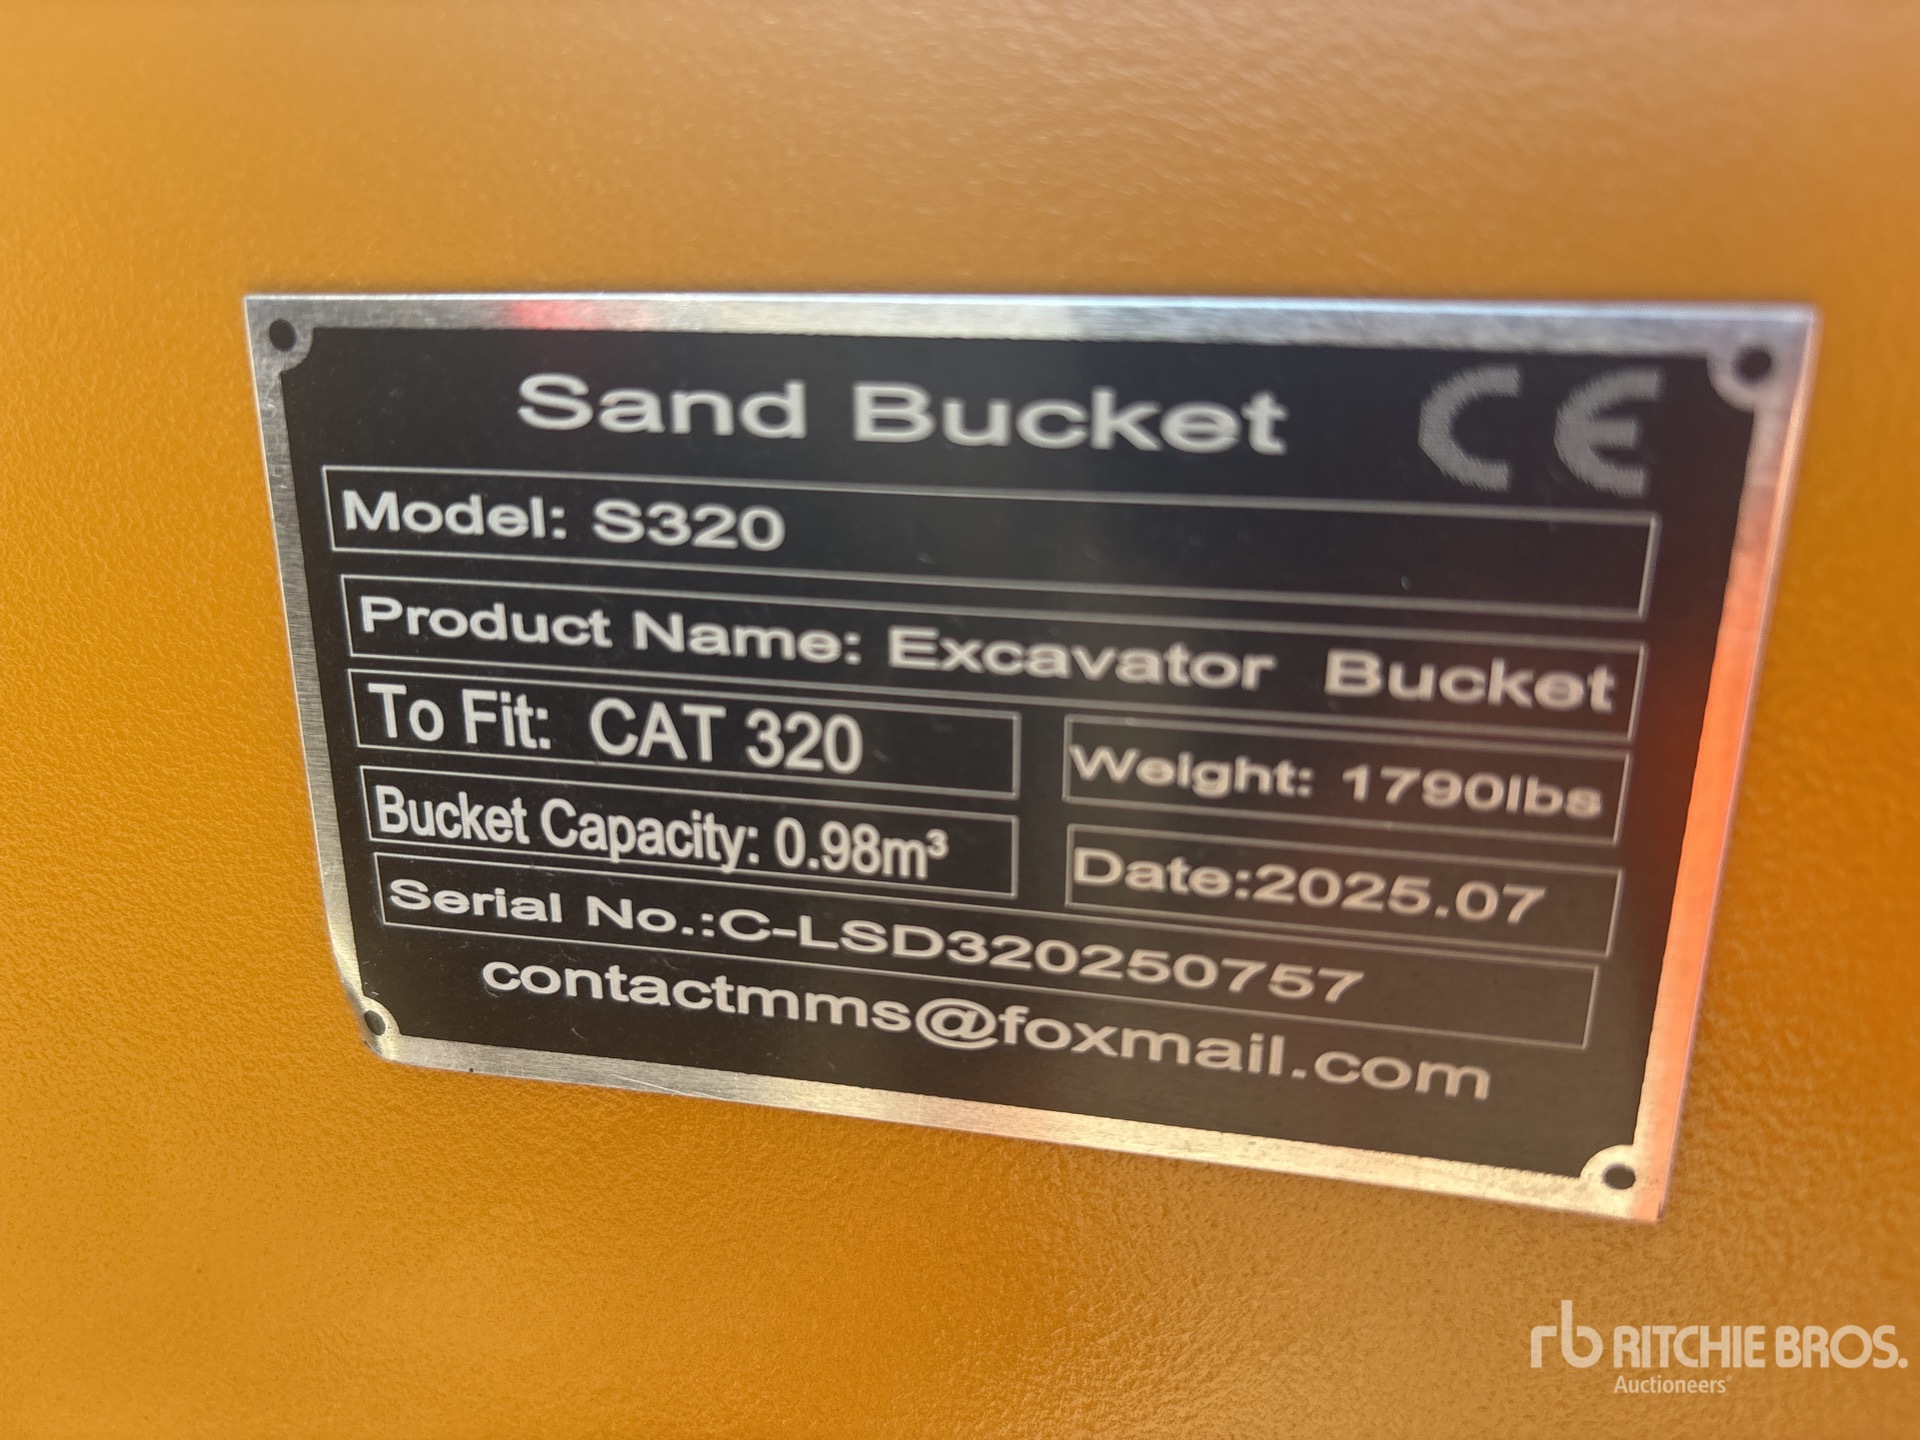 Sand Bucket CE
Model: S320
Product Name: Excavator Bucket
To Fit: CAT 320
Weight: 1790lbs
Bucket Capacity: 0.98m³
Date:2025.07
Serial No.:C-LSD320250757
contactmms@foxmail.com
rb RITCHIE BROS.
Auctioneers